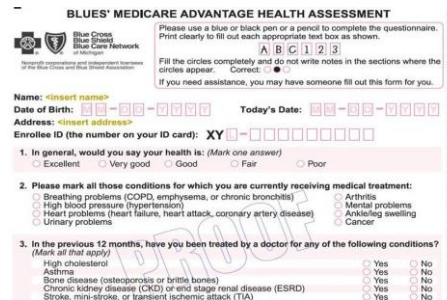 BLUES' MEDICARE ADVANTAGE HEALTH ASSESSMENT
Blue Cross
Blue Shield
Blue Care Network
of Michigan
Nonprofit corporations and independent licensees
of the Blue Cross and Blue Shield Association
Please use a blue or black pen or a pencil to complete the questionnaire.
Print clearly to fill out each appropriate text box as shown.
A B C 1 2 3
Fill the circles completely and do not write notes in the sections where the
circles appear. Correct:
If you need assistance, you may have someone fill out this form for you.
Name: <insert name>
Date of Birth: M M - D D - Y Y Y Y Today's Date: M M - D D - Y Y Y Y
Address: <insert address>
Enrollee ID (the number on your ID card): XY
1. In general, would you say your health is: (Mark one answer)
Excellent Very good Good Fair Poor
2. Please mark all those conditions for which you are currently receiving medical treatment:
Breathing problems (COPD, emphysema, or chronic bronchitis) Arthritis
High blood pressure (hypertension) Mental problems
Heart problems (heart failure, heart attack, coronary artery disease) Ankle/leg swelling
Urinary problems Cancer
3. In the previous 12 months, have you been treated by a doctor for any of the following conditions?
(Mark all that apply)
High cholesterol Yes No
Asthma Yes No
Bone disease (osteoporosis or brittle bones) Yes No
Chronic kidney disease (CKD) or end stage renal disease (ESRD) Yes No
Stroke, mini-stroke, or transient ischemic attack (TIA) Yes No
PROOF